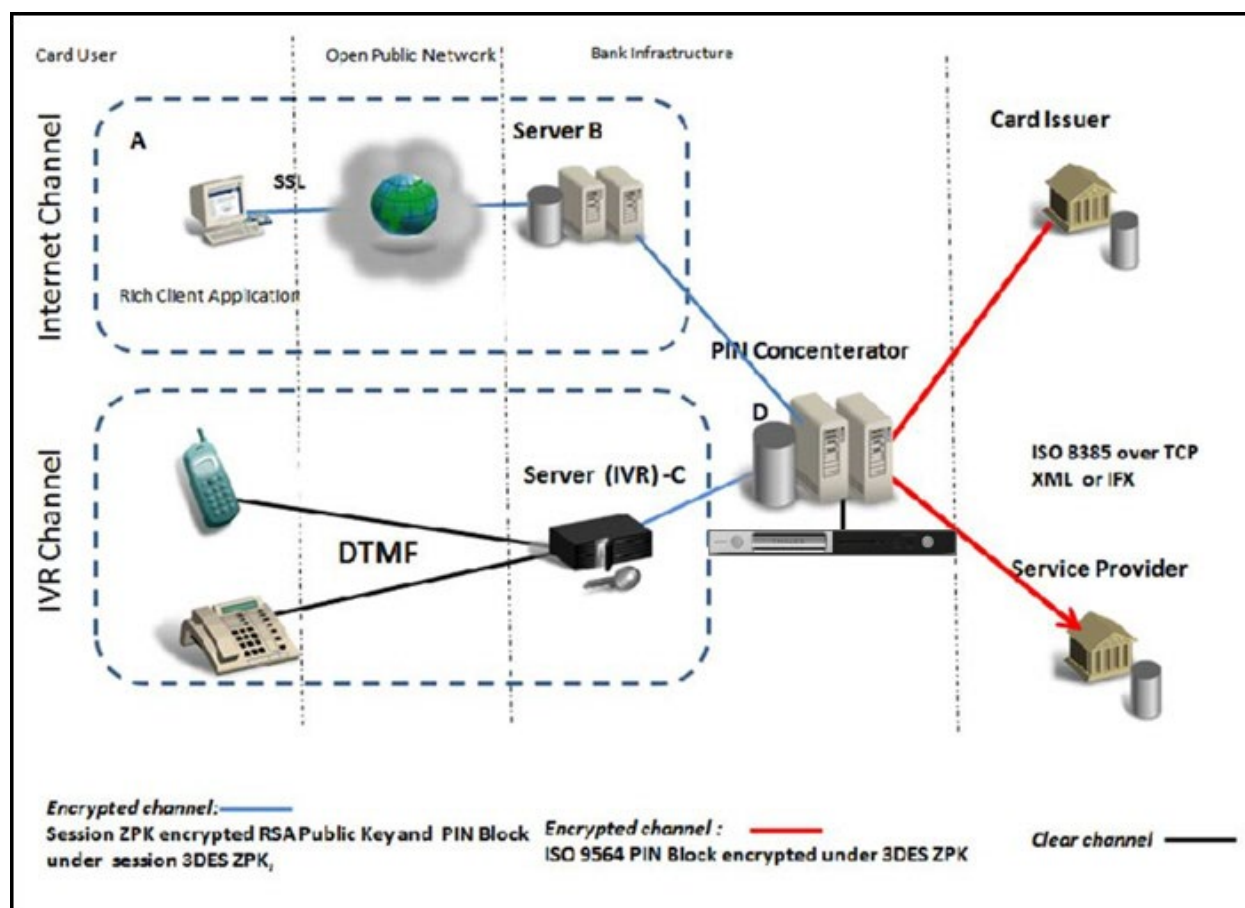 Card User
Open Public Network
Bank Infrastructure
Internet Channel
A
SSL
Server B
Card Issuer
Rich Client Application
PIN Concenterator
D
IVR Channel
DTMF
Server (IVR) -C
ISO 8385 over TCP
XML or IFX
THALES
Service Provider
Encrypted channel:
Session ZPK encrypted RSA Public Key and PIN Block
under session 3DES ZPK,
Encrypted channel :
ISO 9564 PIN Block encrypted under 3DES ZPK
Clear channel